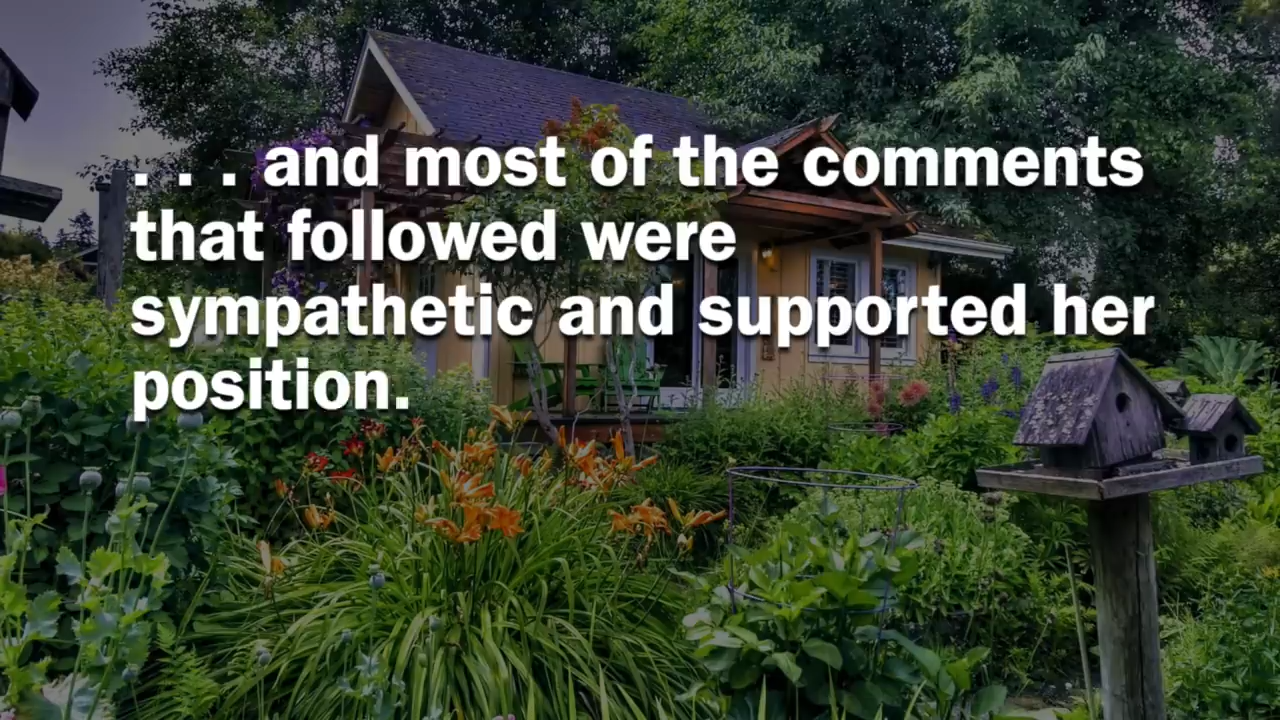 . . . and most of the comments
that followed were
sympathetic and supported her
position.